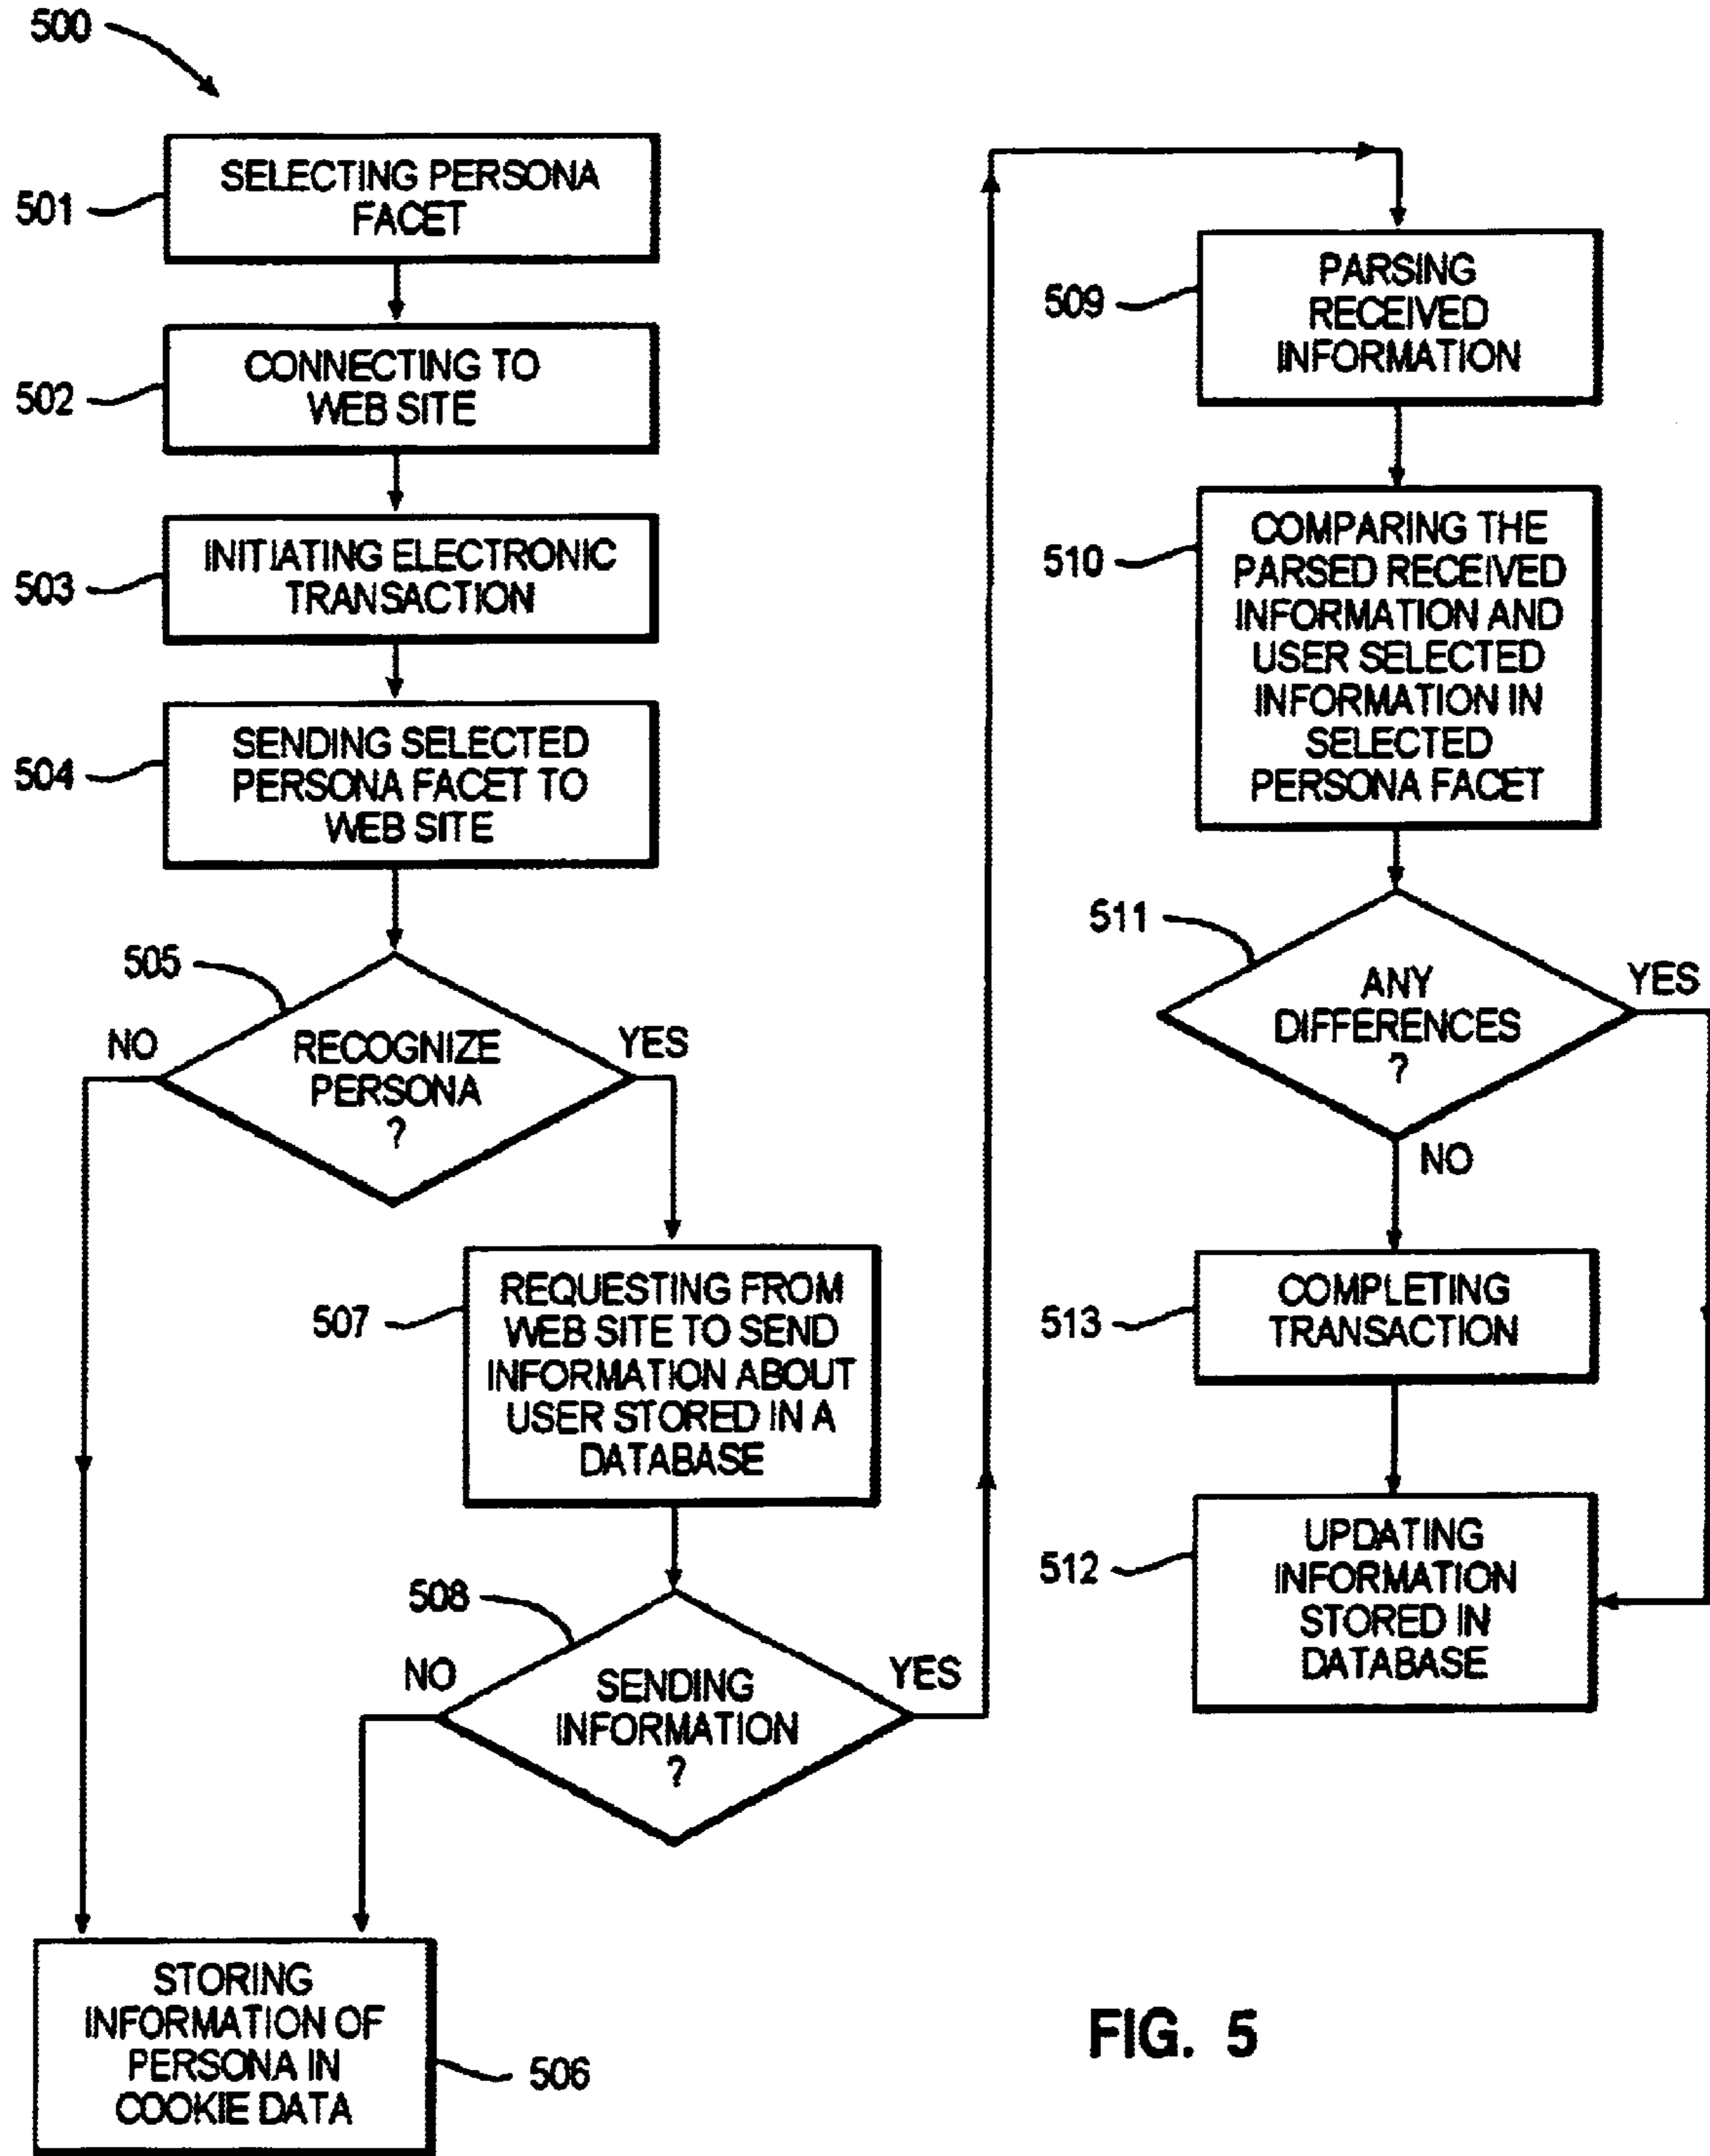 500
501
SELECTING PERSONA
FACET
502
CONNECTING TO
WEB SITE
503
INITIATING ELECTRONIC
TRANSACTION
504
SENDING SELECTED
PERSONA FACET TO
WEB SITE
505
NO
YES
RECOGNIZE
PERSONA
?
507
REQUESTING FROM
WEB SITE TO SEND
INFORMATION ABOUT
USER STORED IN A
DATABASE
508
NO
YES
SENDING
INFORMATION
?
STORING
INFORMATION OF
PERSONA IN
COOKIE DATA
506
509
PARSING
RECEIVED
INFORMATION
510
COMPARING THE
PARSED RECEIVED
INFORMATION AND
USER SELECTED
INFORMATION IN
SELECTED
PERSONA FACET
511
YES
ANY
DIFFERENCES
?
NO
513
COMPLETING
TRANSACTION
512
UPDATING
INFORMATION
STORED IN
DATABASE
FIG. 5